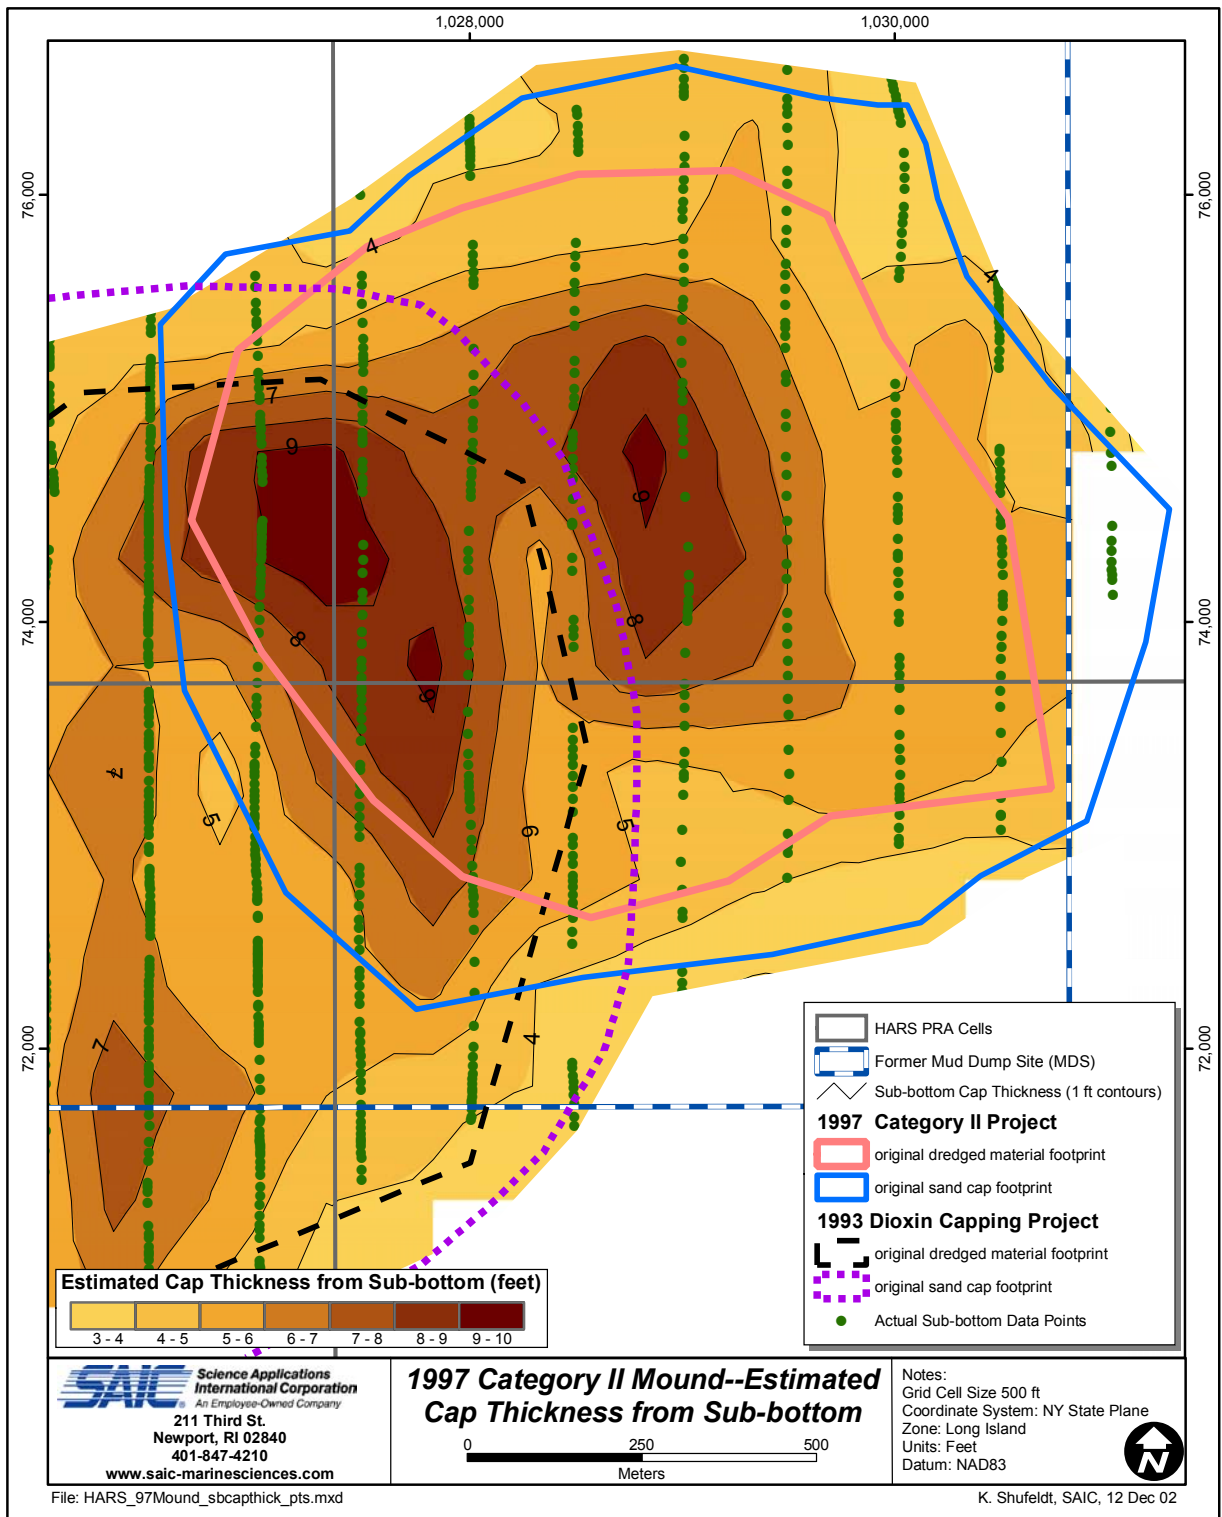 1,028,000
1,030,000
76,000
76,000
4
4
7
9
9
74,000
74,000
8
8
9
7
5
6
5
7
4
72,000
72,000
HARS PRA Cells
Former Mud Dump Site (MDS)
Sub-bottom Cap Thickness (1 ft contours)
1997 Category II Project
original dredged material footprint
original sand cap footprint
1993 Dioxin Capping Project
original dredged material footprint
original sand cap footprint
Actual Sub-bottom Data Points
Estimated Cap Thickness from Sub-bottom (feet)
3 - 4
4 - 5
5 - 6
6 - 7
7 - 8
8 - 9
9 - 10
SAIC
Science Applications
International Corporation
An Employee-Owned Company
211 Third St.
Newport, RI 02840
401-847-4210
www.saic-marinesciences.com
1997 Category II Mound--Estimated
Cap Thickness from Sub-bottom
0
250
500
Meters
Notes:
Grid Cell Size 500 ft
Coordinate System: NY State Plane
Zone: Long Island
Units: Feet
Datum: NAD83
N
File: HARS_97Mound_sbcapthick_pts.mxd
K. Shufeldt, SAIC, 12 Dec 02